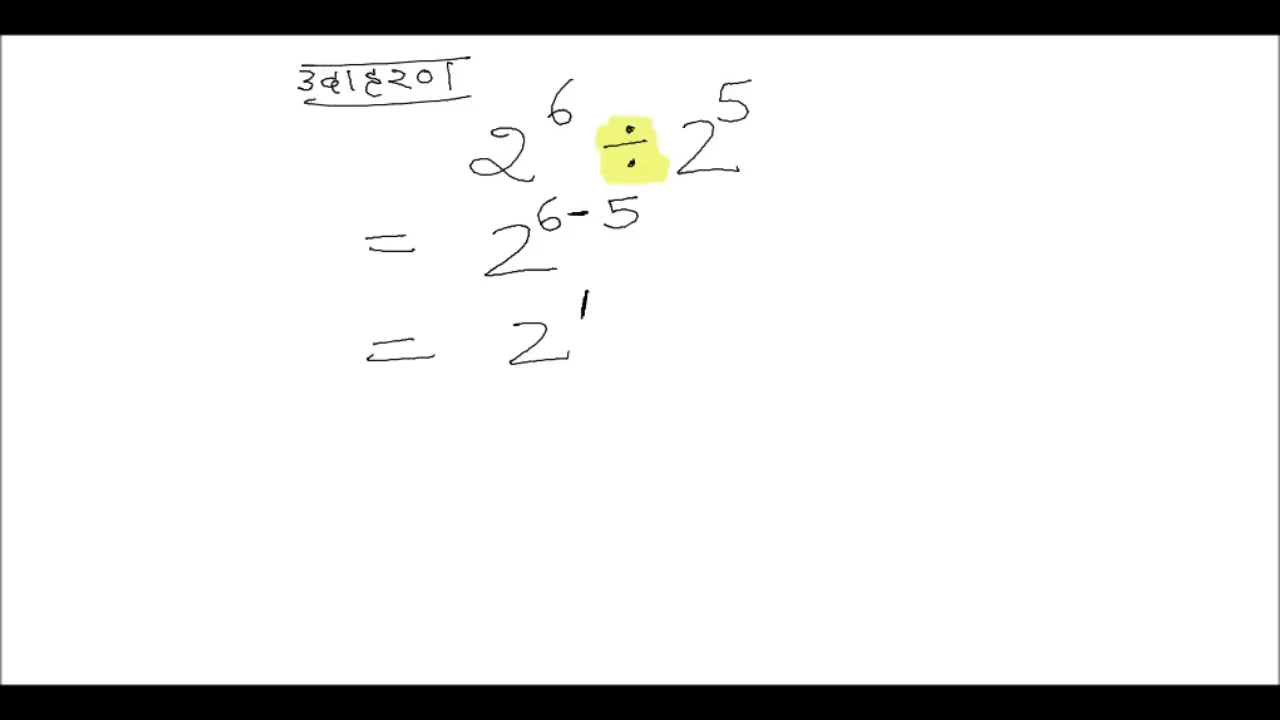 उदाहरण
2⁶ ÷ 2⁵
= 2⁶⁻⁵
= 2¹